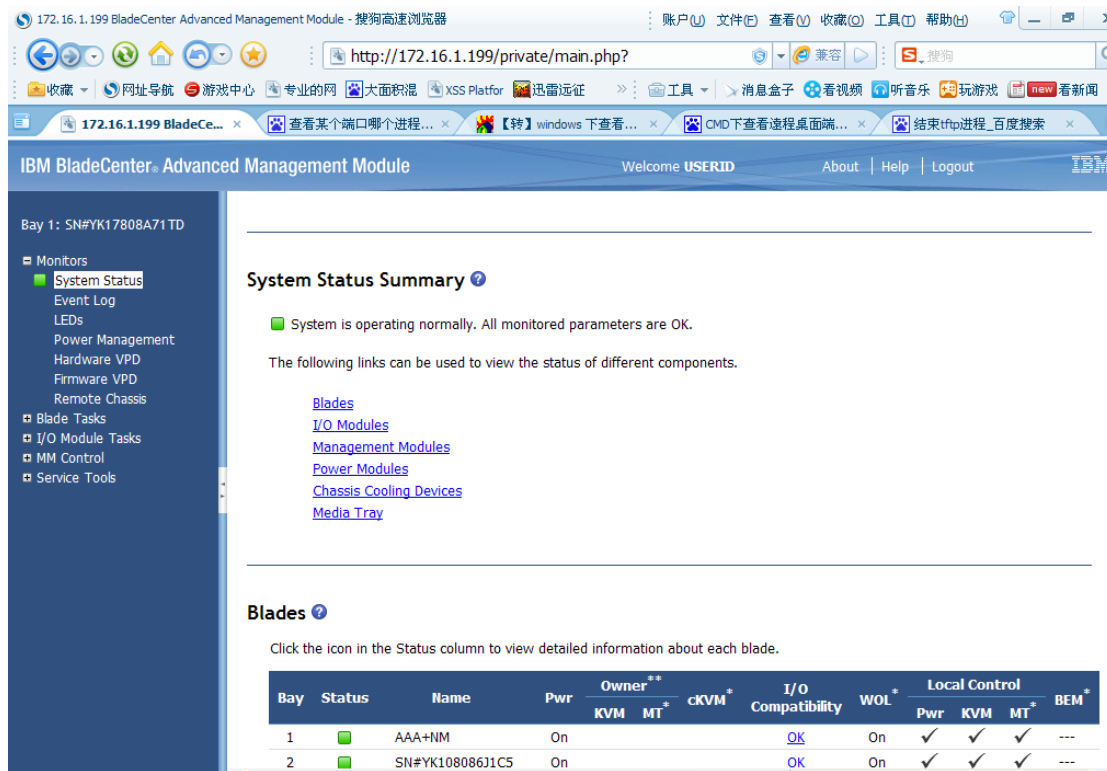 172.16.1.199 BladeCenter Advanced Management Module - 搜狗高速浏览器 账户(U) 文件(F) 查看(V) 收藏(O) 工具(T) 帮助(H)
http://172.16.1.199/private/main.php? 兼容 搜狗
收藏 网址导航 游戏中心 专业的网 大面积混 XSS Platfor 迅雷远征 » 工具 消息盒子 看视频 听音乐 玩游戏 new 看新闻
172.16.1.199 BladeCe... × 查看某个端口哪个进程... × 【转】windows 下查看... × CMD下查看遠程桌面端... × 结束tftp进程_百度搜索 ×
IBM BladeCenter® Advanced Management Module Welcome USERID About | Help | Logout IBM
Bay 1: SN#YK17808A71TD
Monitors
System Status
Event Log
LEDs
Power Management
Hardware VPD
Firmware VPD
Remote Chassis
Blade Tasks
I/O Module Tasks
MM Control
Service Tools
System Status Summary ?
System is operating normally. All monitored parameters are OK.
The following links can be used to view the status of different components.
Blades
I/O Modules
Management Modules
Power Modules
Chassis Cooling Devices
Media Tray
Blades ?
Click the icon in the Status column to view detailed information about each blade.
Bay Status Name Pwr Owner** cKVM* I/O Compatibility WOL* Local Control BEM*
KVM MT* Pwr KVM MT*
1 AAA+NM On OK On ✓ ✓ ✓ ---
2 SN#YK108086J1C5 On OK On ✓ ✓ ✓ ---